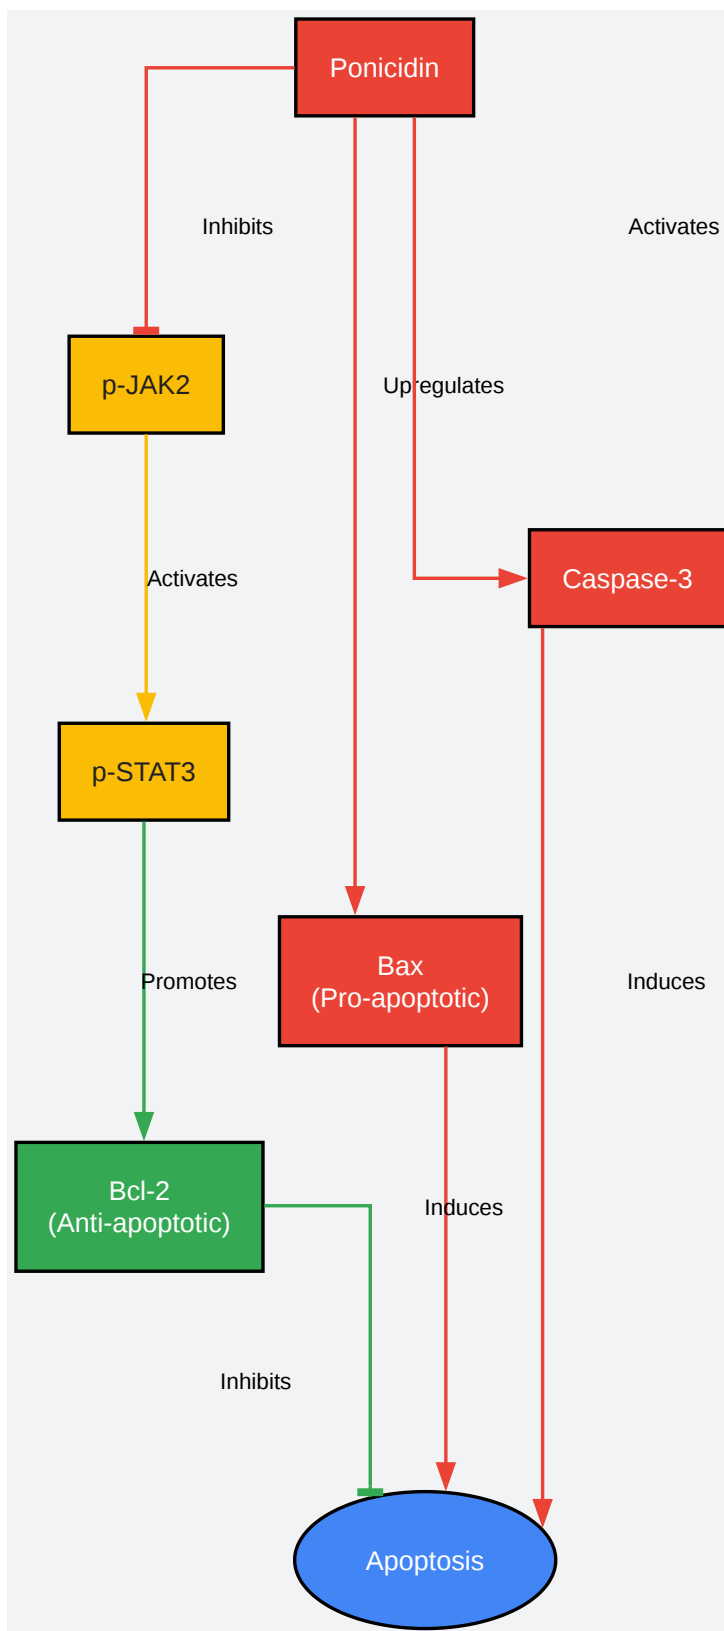 Ponicidin
Inhibits
Activates
p-JAK2
Upregulates
Activates
Caspase-3
p-STAT3
Bax
(Pro-apoptotic)
Promotes
Induces
Bcl-2
(Anti-apoptotic)
Induces
Inhibits
Apoptosis